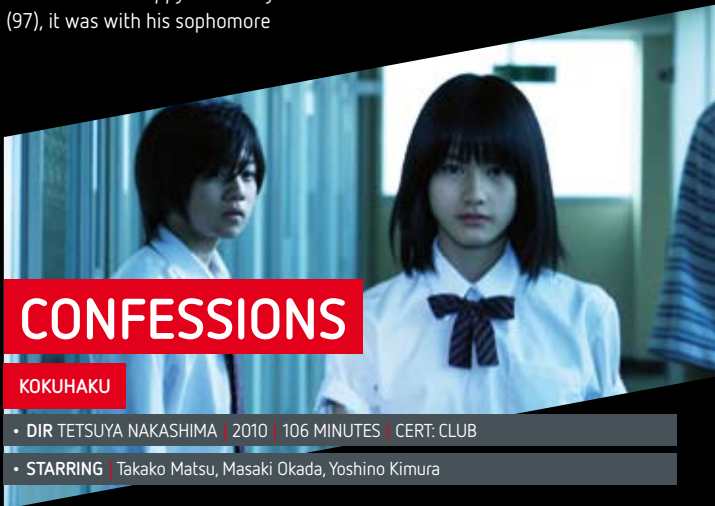 (97), it was with his sophomore
CONFESSIONS
KOKUHAKU
• DIR TETSUYA NAKASHIMA | 2010 | 106 MINUTES | CERT: CLUB
• STARRING | Takako Matsu, Masaki Okada, Yoshino Kimura